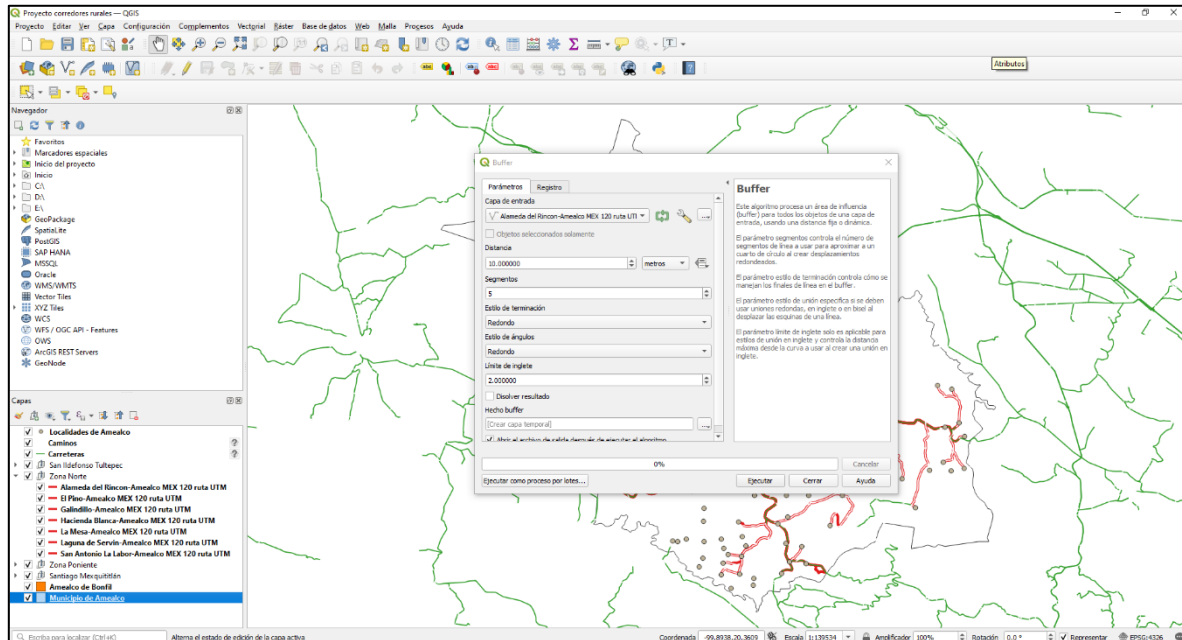 Proyecto corredores rurales — QGIS
Proyecto Editar Ver Capa Configuración Complementos Vectorial Ráster Base de datos Web Malla Procesos Ayuda
Atributos
Navegador
Favoritos
Marcadores espaciales
Inicio del proyecto
Inicio
C:\
D:\
E:\
GeoPackage
SpatiaLite
PostGIS
SAP HANA
MSSQL
Oracle
WMS/WMTS
Vector Tiles
XYZ Tiles
WCS
WFS / OGC API - Features
OWS
ArcGIS REST Servers
GeoNode
Capas
Localidades de Amealco
Caminos
Carreteras
San Ildefonso Tultepec
Zona Norte
Alameda del Rincon-Amealco MEX 120 ruta UTM
El Pino-Amealco MEX 120 ruta UTM
Galindillo-Amealco MEX 120 ruta UTM
Hacienda Blanca-Amealco MEX 120 ruta UTM
La Mesa-Amealco MEX 120 ruta UTM
Laguna de Servin-Amealco MEX 120 ruta UTM
San Antonio La Labor-Amealco MEX 120 ruta UTM
Zona Poniente
Santiago Mexquititlán
Amealco de Bonfil
Municipio de Amealco
Buffer
Parámetros Registro
Capa de entrada
Alameda del Rincon-Amealco MEX 120 ruta UTI
Objetos seleccionados solamente
Distancia
10.000000 metros
Segmentos
5
Estilo de terminación
Redondo
Estilo de ángulos
Redondo
Límite de inglete
2.000000
Disolver resultado
Hecho buffer
[Crear capa temporal]
Abrir el archivo de salida después de ejecutar el algoritmo
0%
Cancelar
Ejecutar como proceso por lotes...
Ejecutar Cerrar Ayuda
Buffer
Este algoritmo procesa un área de influencia
(buffer) para todos los objetos de una capa de
entrada, usando una distancia fija o dinámica.
El parámetro segmentos controla el número de
segmentos de línea a usar para aproximar a un
cuarto de círculo al crear desplazamientos
redondeados.
El parámetro estilo de terminación controla cómo se
manejan los finales de línea en el buffer.
El parámetro estilo de unión especifica si se deben
usar uniones redondas, en inglete o en bisel al
desplazar las esquinas de una línea.
El parámetro límite de inglete solo es aplicable para
estilos de unión en inglete y controla la distancia
máxima desde la curva a usar al crear una unión en
inglete.
Escriba para localizar (Ctrl+K)
Alterna el estado de edición de la capa activa
Coordenada -99.8938,20.3609
Escala 1:139534
Amplificador 100%
Rotación 0.0 °
Representar
EPSG:4326